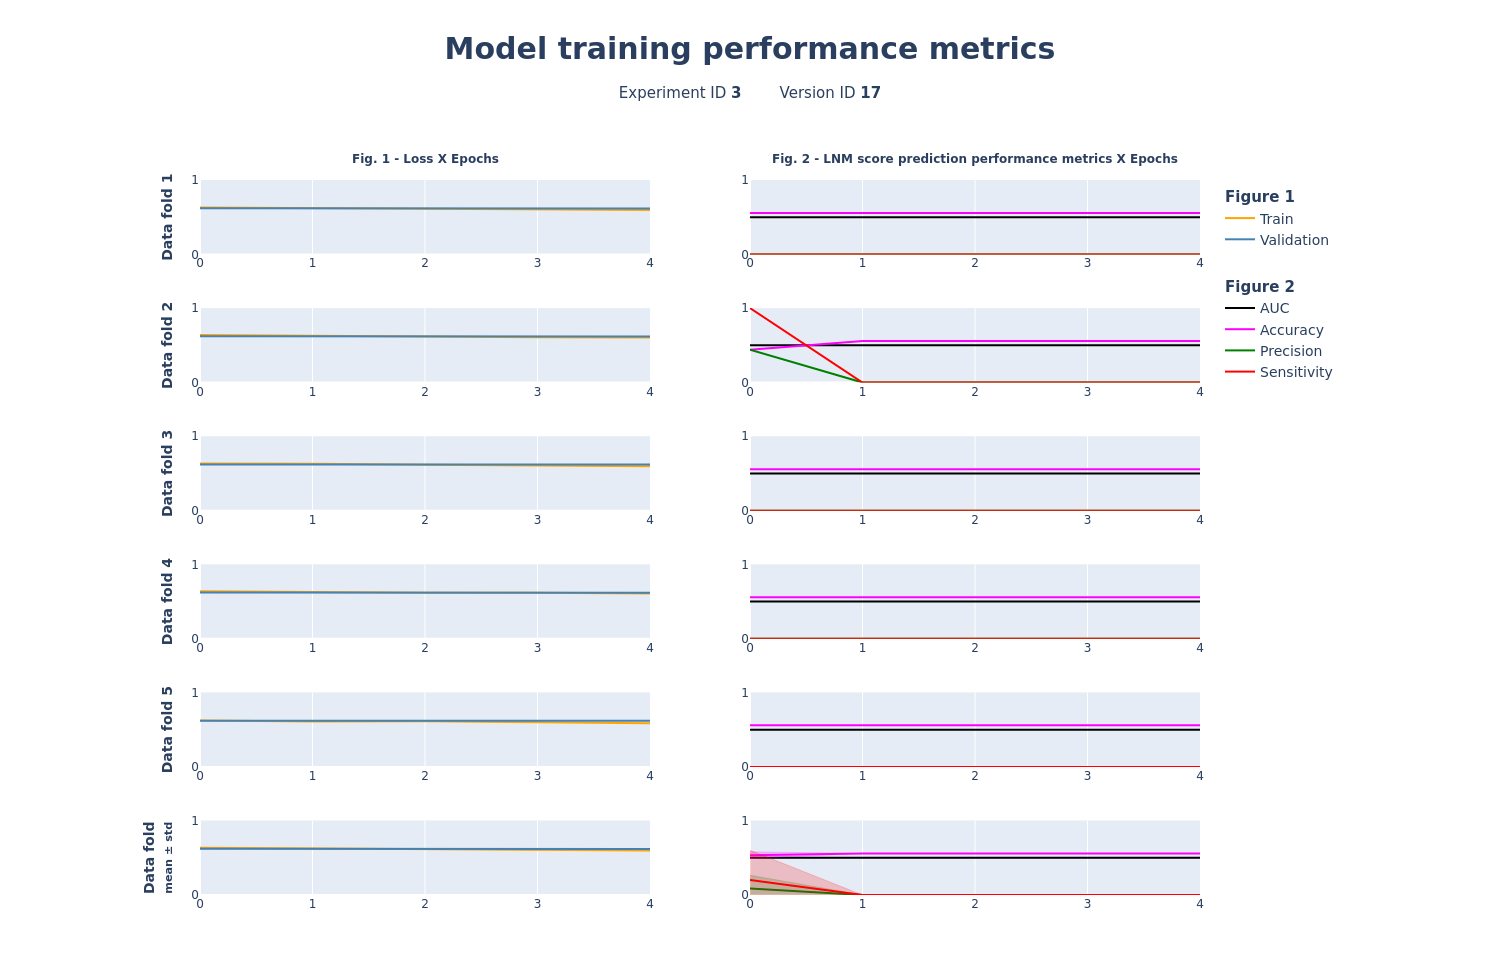 Model training performance metrics
Experiment ID 3 Version ID 17
Fig. 1 - Loss X Epochs
Fig. 2 - LNM score prediction performance metrics X Epochs
Data fold 1
1
0
0 1 2 3 4
1
0
0 1 2 3 4
Data fold 2
1
0
0 1 2 3 4
1
0
0 1 2 3 4
Data fold 3
1
0
0 1 2 3 4
1
0
0 1 2 3 4
Data fold 4
1
0
0 1 2 3 4
1
0
0 1 2 3 4
Data fold 5
1
0
0 1 2 3 4
1
0
0 1 2 3 4
Data fold
mean ± std
1
0
0 1 2 3 4
1
0
0 1 2 3 4
Figure 1
Train
Validation
Figure 2
AUC
Accuracy
Precision
Sensitivity